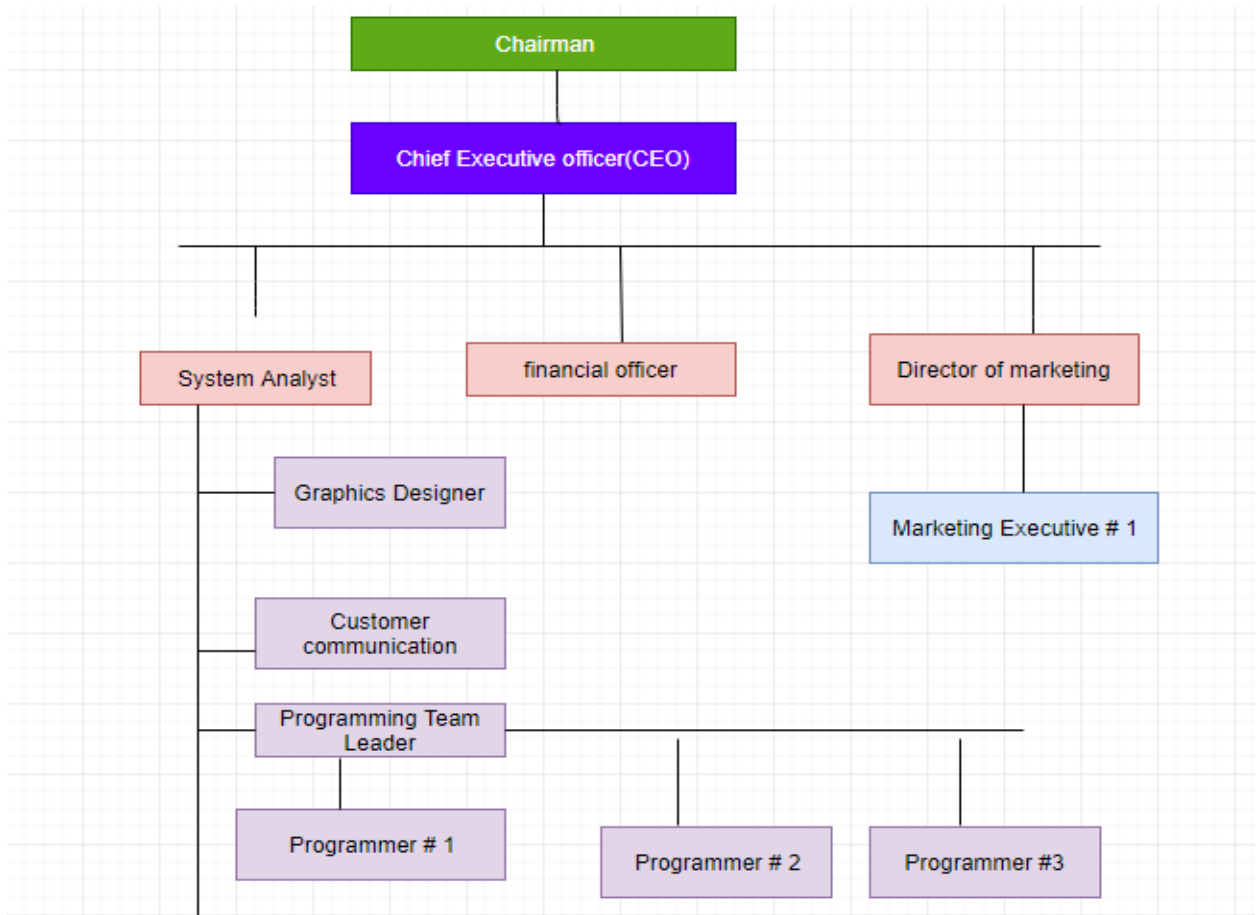 Chairman
Chief Executive officer(CEO)
System Analyst
financial officer
Director of marketing
Graphics Designer
Marketing Executive # 1
Customer
communication
Programming Team
Leader
Programmer # 1
Programmer # 2
Programmer #3